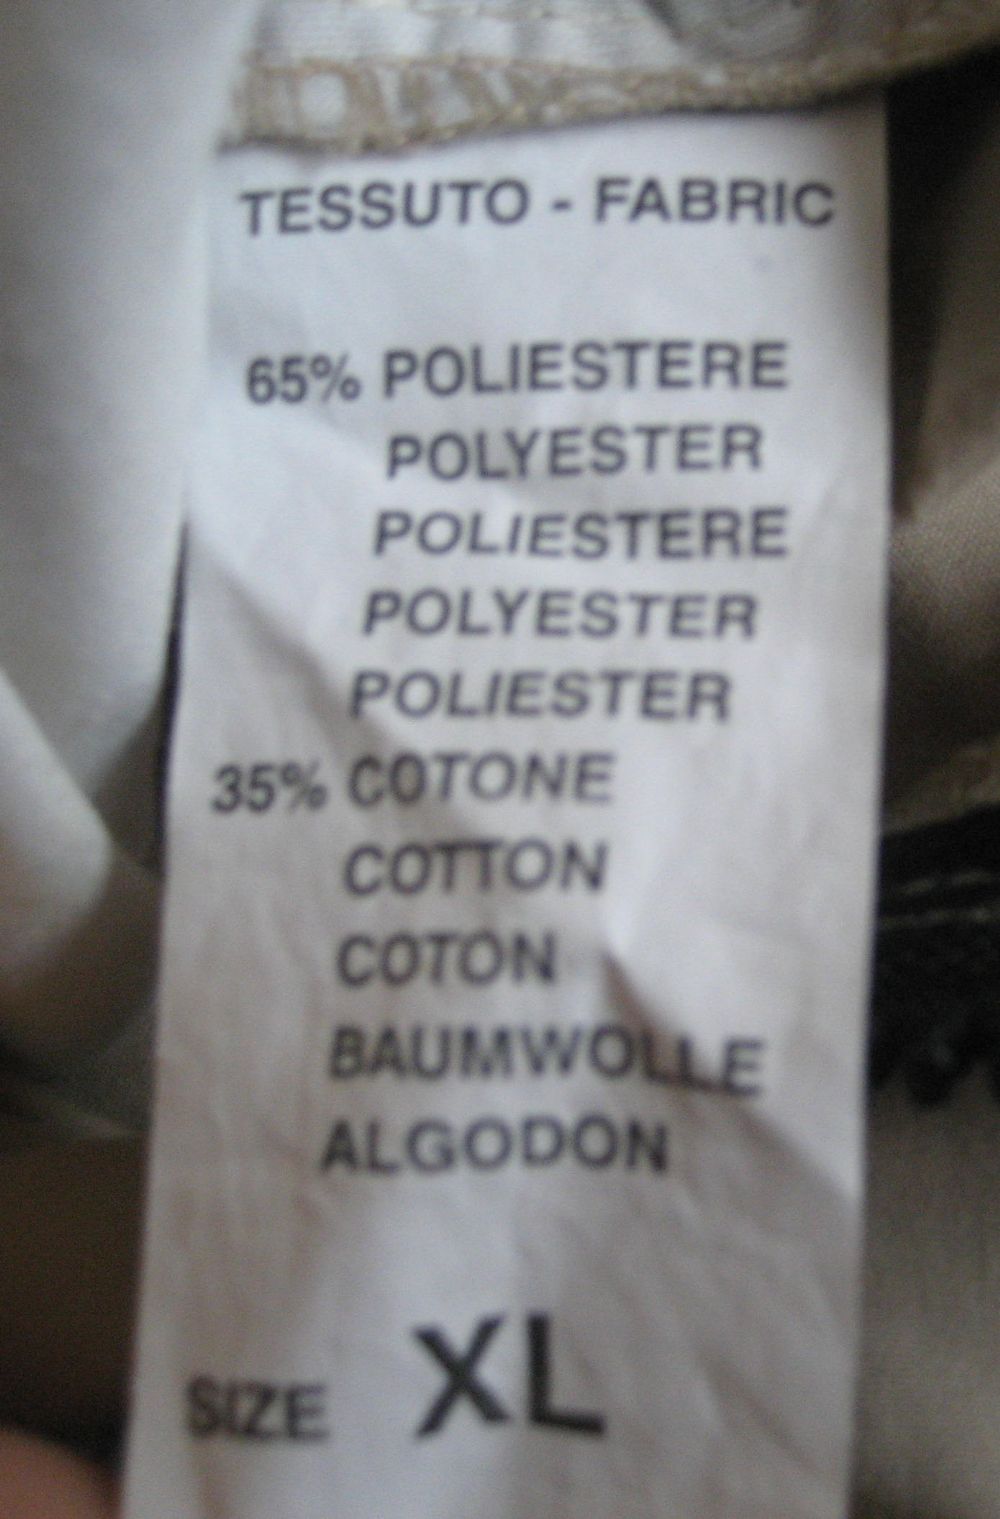 TESSUTO - FABRIC
65% POLIESTERE
POLYESTER
POLIESTERE
POLYESTER
POLIESTER
35% COTONE
COTTON
COTON
BAUMWOLLE
ALGODON
SIZE XL